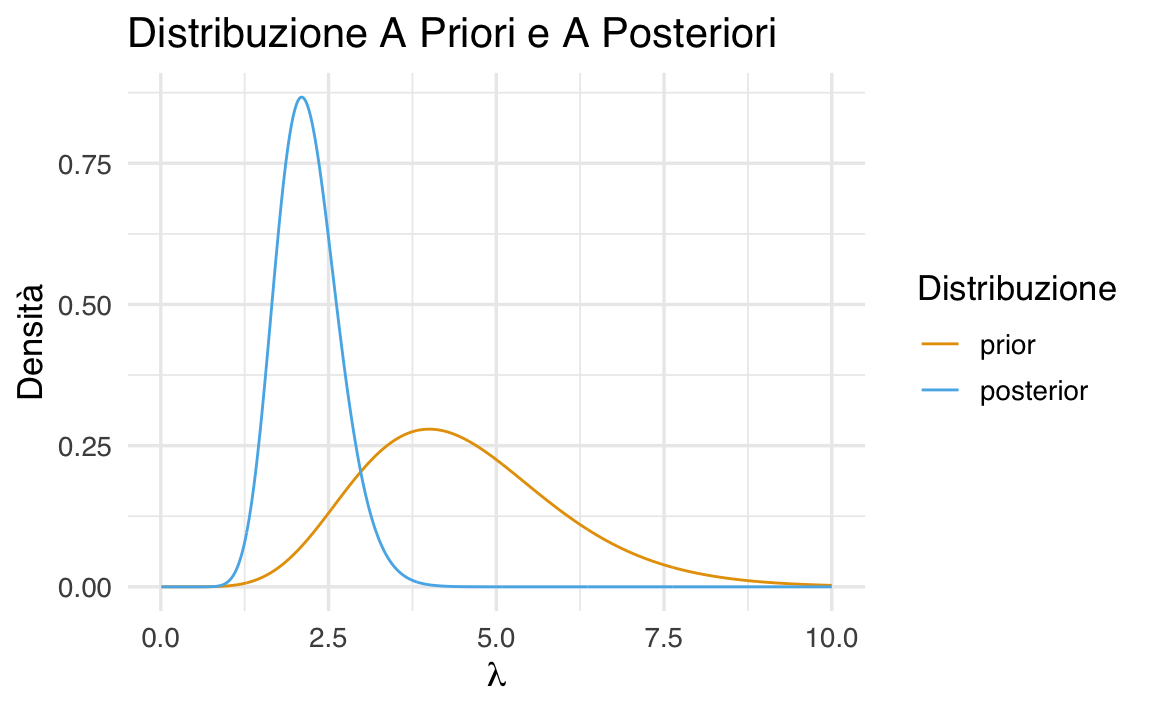 Distribuzione A Priori e A Posteriori
Densità
0.75
0.50
0.25
0.00
0.0 2.5 5.0 7.5 10.0
λ
Distribuzione
prior
posterior